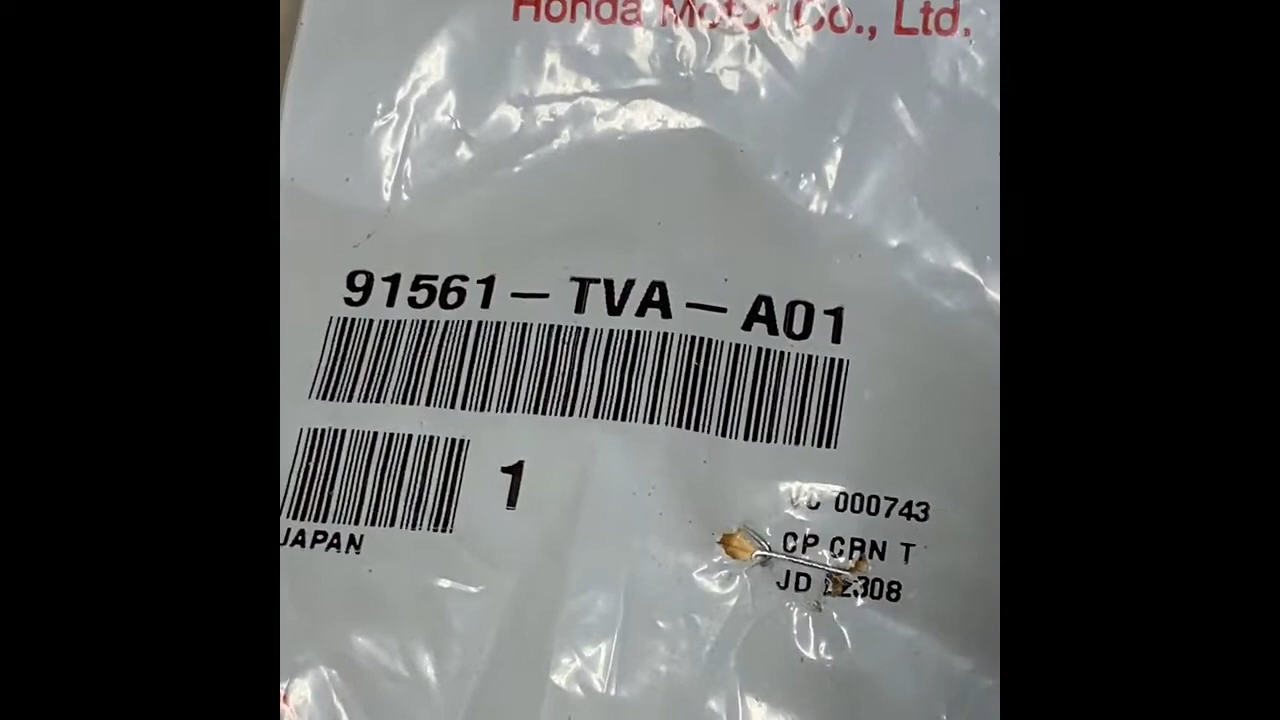 Honda Motor Co., Ltd.
91561-TVA-A01
1
JAPAN
000743
CP CRN T
JD